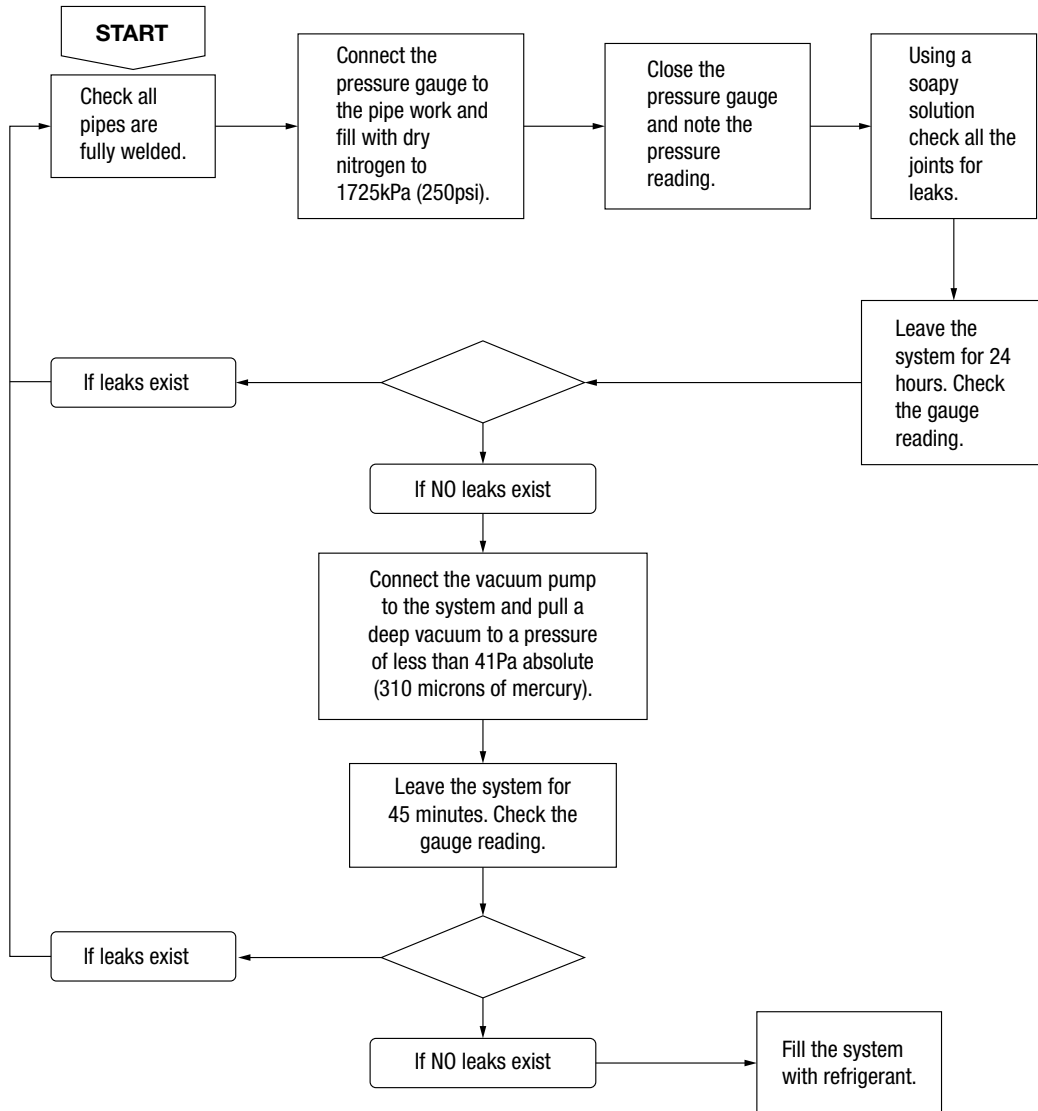 START
Check all
pipes are
fully welded.
Connect the
pressure gauge to
the pipe work and
fill with dry
nitrogen to
1725kPa (250psi).
Close the
pressure gauge
and note the
pressure
reading.
Using a
soapy
solution
check all the
joints for
leaks.
Leave the
system for 24
hours. Check
the gauge
reading.
If leaks exist
If NO leaks exist
Connect the vacuum pump
to the system and pull a
deep vacuum to a pressure
of less than 41Pa absolute
(310 microns of mercury).
Leave the system for
45 minutes. Check the
gauge reading.
If leaks exist
If NO leaks exist
Fill the system
with refrigerant.